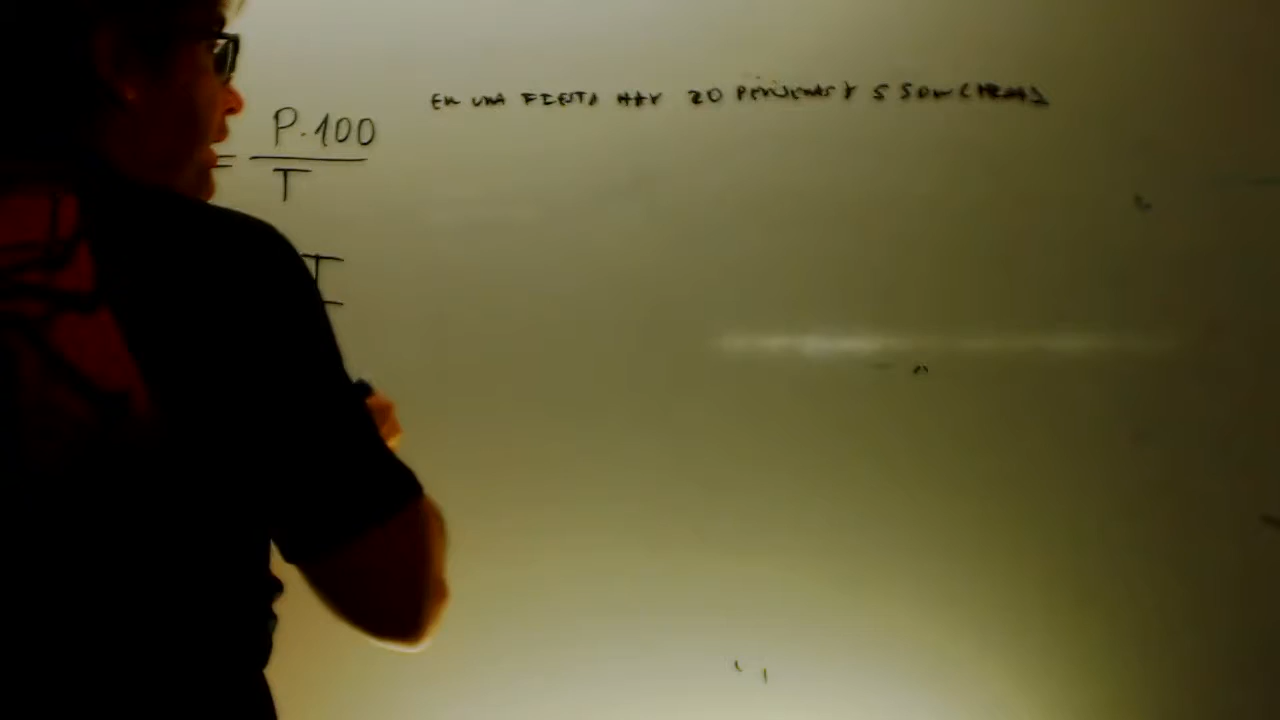 EN UNA FIESTA HAY 20 PERSONAS Y 5 SON CHICAS
= P.100
T
I